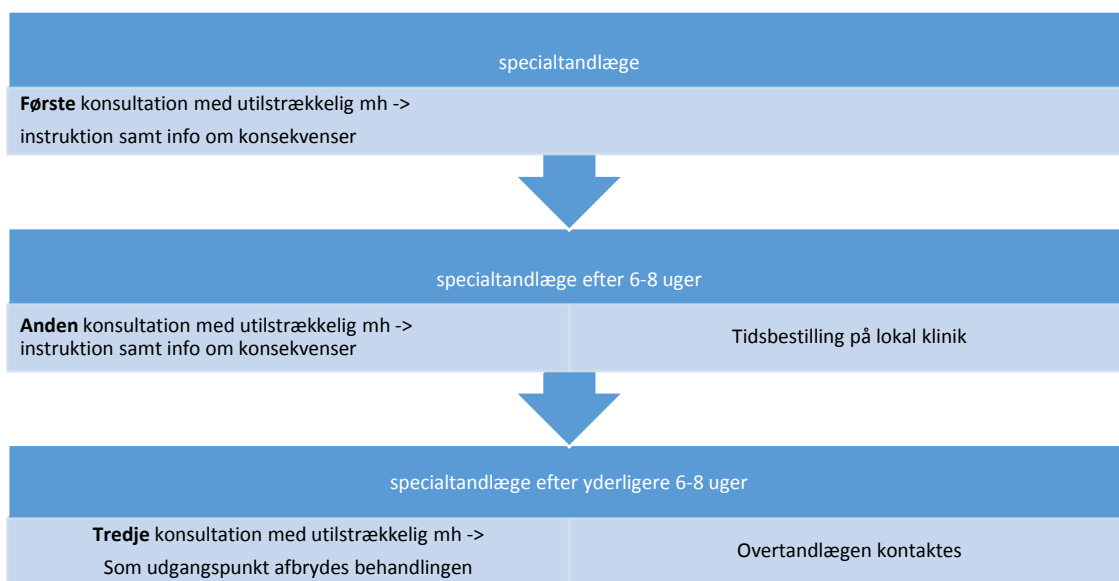 specialtandlæge
Første konsultation med utilstrækkelig mh ->
instruktion samt info om konsekvenser
specialtandlæge efter 6-8 uger
Anden konsultation med utilstrækkelig mh ->
instruktion samt info om konsekvenser
Tidsbestilling på lokal klinik
specialtandlæge efter yderligere 6-8 uger
Tredje konsultation med utilstrækkelig mh ->
Som udgangspunkt afbrydes behandlingen
Overtandlægen kontaktes